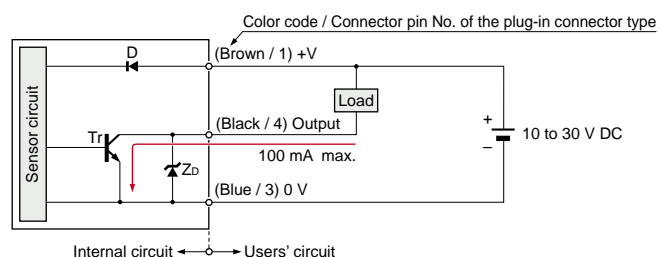 Color code / Connector pin No. of the plug-in connector type
D
(Brown / 1) +V
Load
Sensor circuit
Tr
(Black / 4) Output
+
10 to 30 V DC
−
100 mA max.
ZD
(Blue / 3) 0 V
Internal circuit
Users' circuit